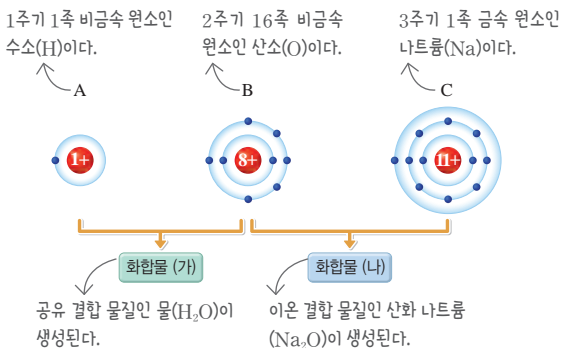 1주기 1족 비금속 원소인
수소(H)이다.
2주기 16족 비금속
원소인 산소(O)이다.
3주기 1족 금속 원소인
나트륨(Na)이다.
A
B
C
1+
8+
11+
화합물 (가)
화합물 (나)
공유 결합 물질인 물(H₂O)이
생성된다.
이온 결합 물질인 산화 나트륨
(Na₂O)이 생성된다.